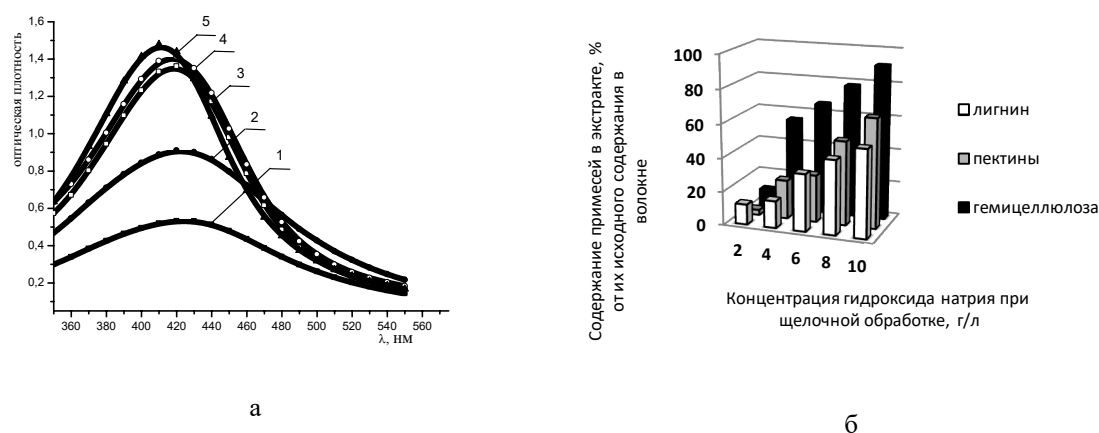 1,6
1,4
1,2
1,0
0,8
0,6
0,4
0,2
оптическая плотность
5
4
3
2
1
360 380 400 420 440 460 480 500 520 540 560
λ, нм
а
Содержание примесей в экстракте, %
от их исходного содержания в
волокне
100
80
60
40
20
0
2 4 6 8 10
Концентрация гидроксида натрия при
щелочной обработке, г/л
лигнин
пектины
гемицеллюлоза
б